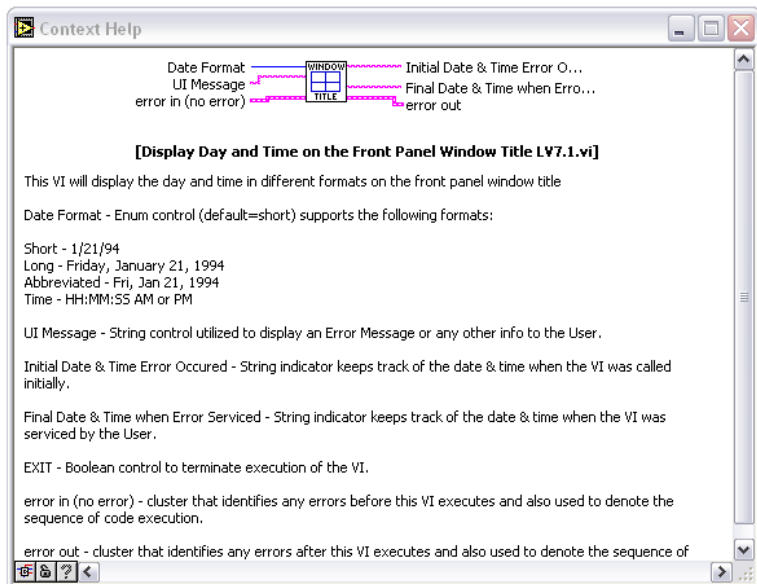 Context Help
Date Format
UI Message
error in (no error)
WINDOW
TITLE
Initial Date & Time Error O...
Final Date & Time when Erro...
error out
[Display Day and Time on the Front Panel Window Title LV7.1.vi]
This VI will display the day and time in different formats on the front panel window title
Date Format - Enum control (default=short) supports the following formats:
Short - 1/21/94
Long - Friday, January 21, 1994
Abbreviated - Fri, Jan 21, 1994
Time - HH:MM:SS AM or PM
UI Message - String control utilized to display an Error Message or any other info to the User.
Initial Date & Time Error Occured - String indicator keeps track of the date & time when the VI was called
initially.
Final Date & Time when Error Serviced - String indicator keeps track of the date & time when the VI was
serviced by the User.
EXIT - Boolean control to terminate execution of the VI.
error in (no error) - cluster that identifies any errors before this VI executes and also used to denote the
sequence of code execution.
error out - cluster that identifies any errors after this VI executes and also used to denote the sequence of
?